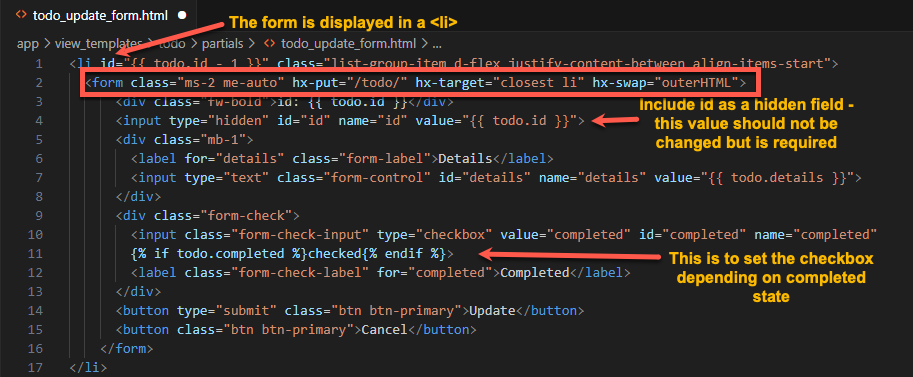 todo_update_form.html
The form is displayed in a <li>
app > view_templates > todo > partials > todo_update_form.html > ...
1 <li id="{{ todo.id - 1 }}" class="list-group-item d-flex justify-content-between align-items-start">
2 <form class="ms-2 me-auto" hx-put="/todo/" hx-target="closest li" hx-swap="outerHTML">
3 <div class="fw-bold">id: {{ todo.id }}</div>
Include id as a hidden field -
4 <input type="hidden" id="id" name="id" value="{{ todo.id }}">
this value should not be
5 <div class="mb-1">
changed but is required
6 <label for="details" class="form-label">Details</label>
7 <input type="text" class="form-control" id="details" name="details" value="{{ todo.details }}">
8 </div>
9 <div class="form-check">
10 <input class="form-check-input" type="checkbox" value="completed" id="completed" name="completed"
11 {% if todo.completed %}checked{% endif %}>
This is to set the checkbox
12 <label class="form-check-label" for="completed">Completed</label>
depending on completed
13 </div>
state
14 <button type="submit" class="btn btn-primary">Update</button>
15 <button class="btn btn-primary">Cancel</button>
16 </form>
17 </li>